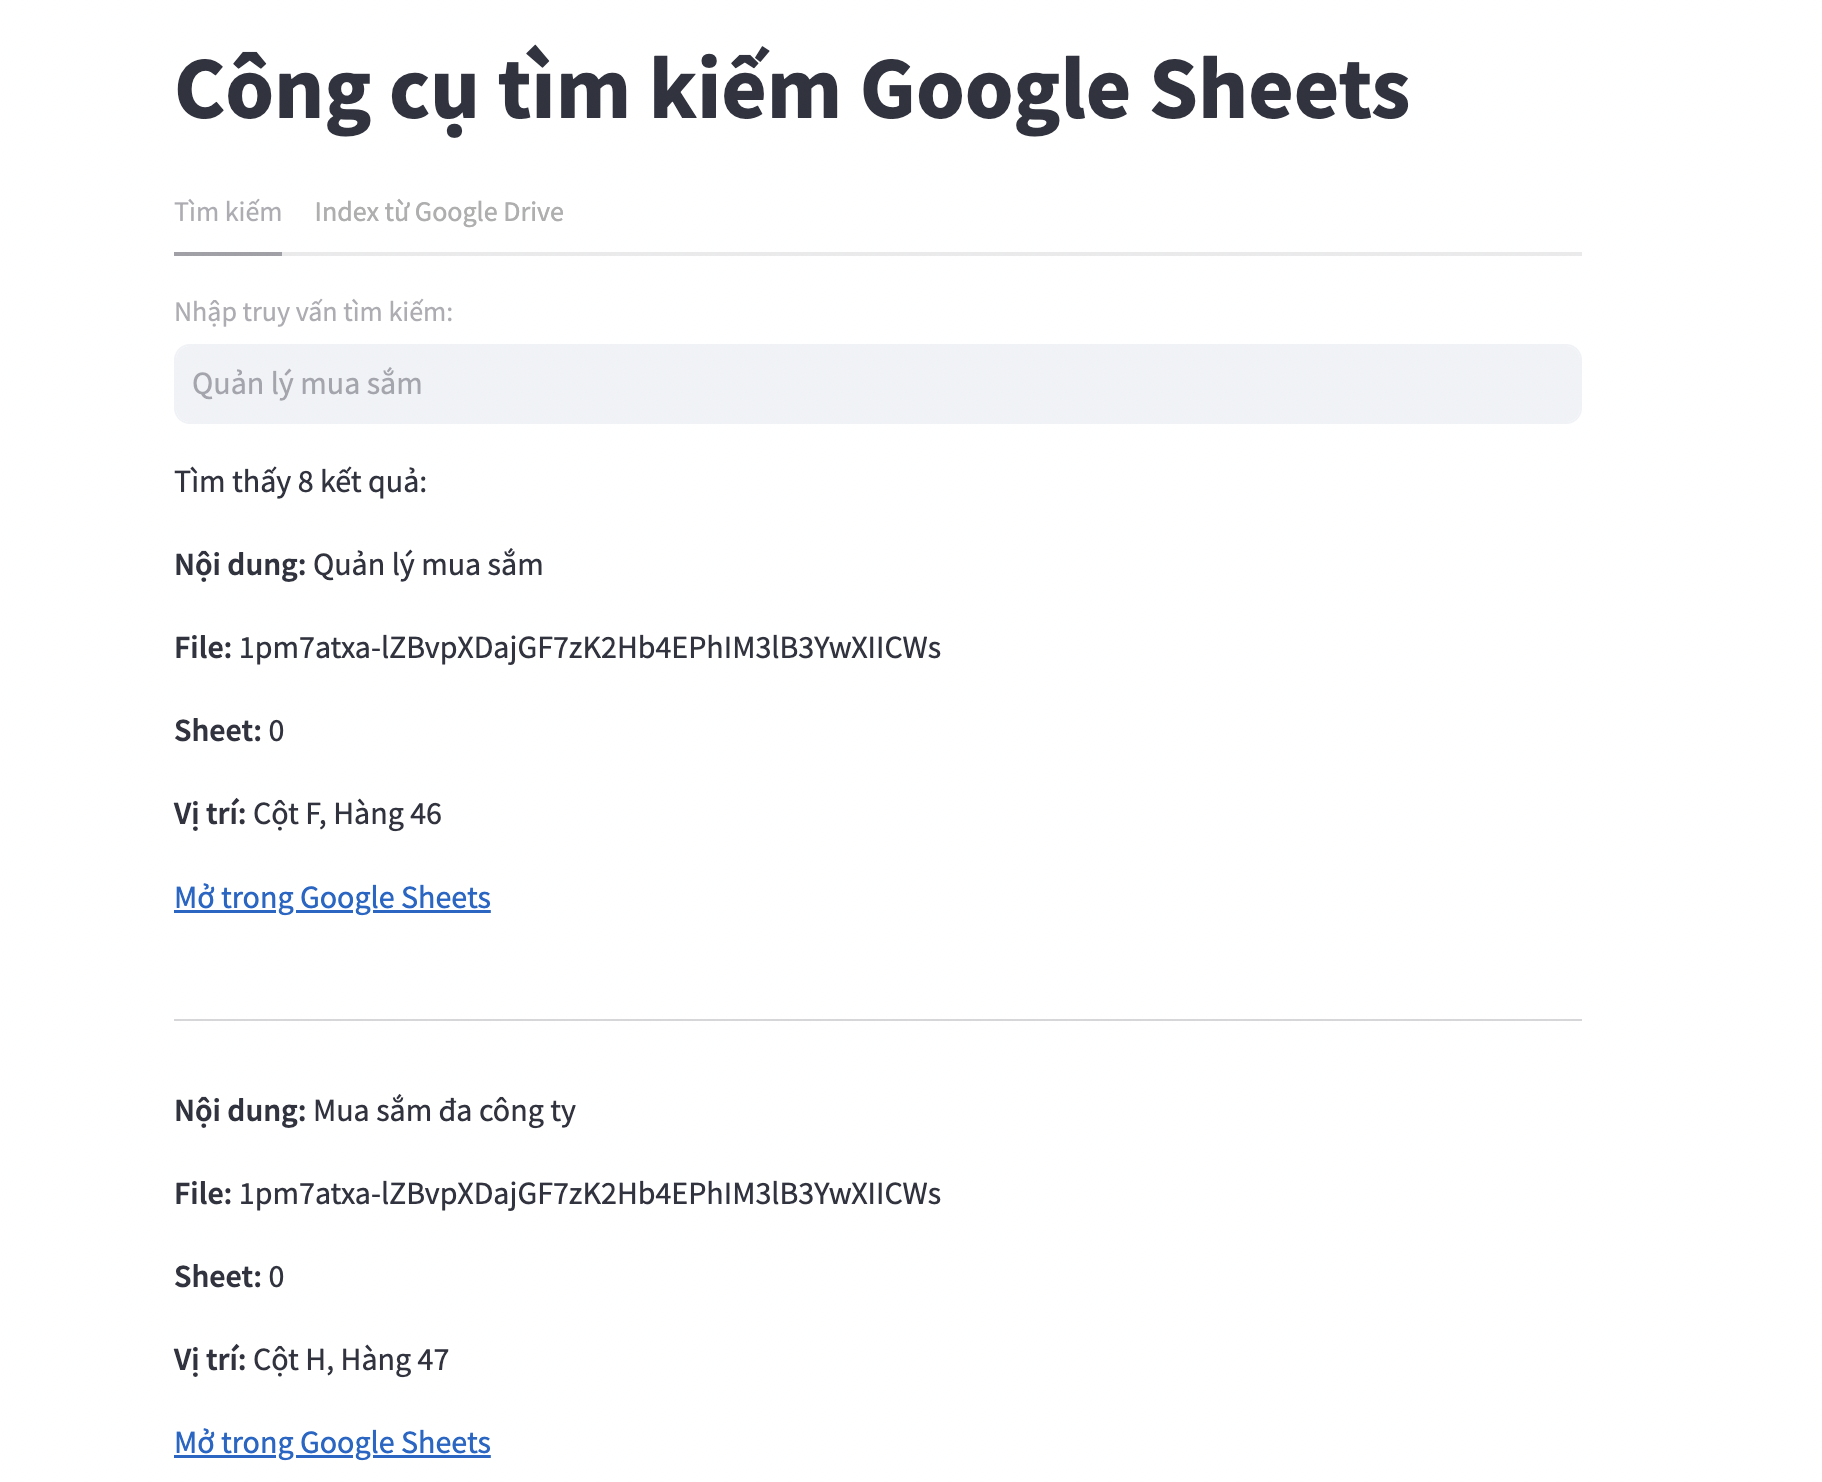 Công cụ tìm kiếm Google Sheets
Tìm kiếm
Index từ Google Drive
Nhập truy vấn tìm kiếm:
Quản lý mua sắm
Tìm thấy 8 kết quả:
Nội dung: Quản lý mua sắm
File: 1pm7atxa-lZBvpXDajGF7zK2Hb4EPhIM3lB3YwXIICWs
Sheet: 0
Vị trí: Cột F, Hàng 46
Mở trong Google Sheets
Nội dung: Mua sắm đa công ty
File: 1pm7atxa-lZBvpXDajGF7zK2Hb4EPhIM3lB3YwXIICWs
Sheet: 0
Vị trí: Cột H, Hàng 47
Mở trong Google Sheets